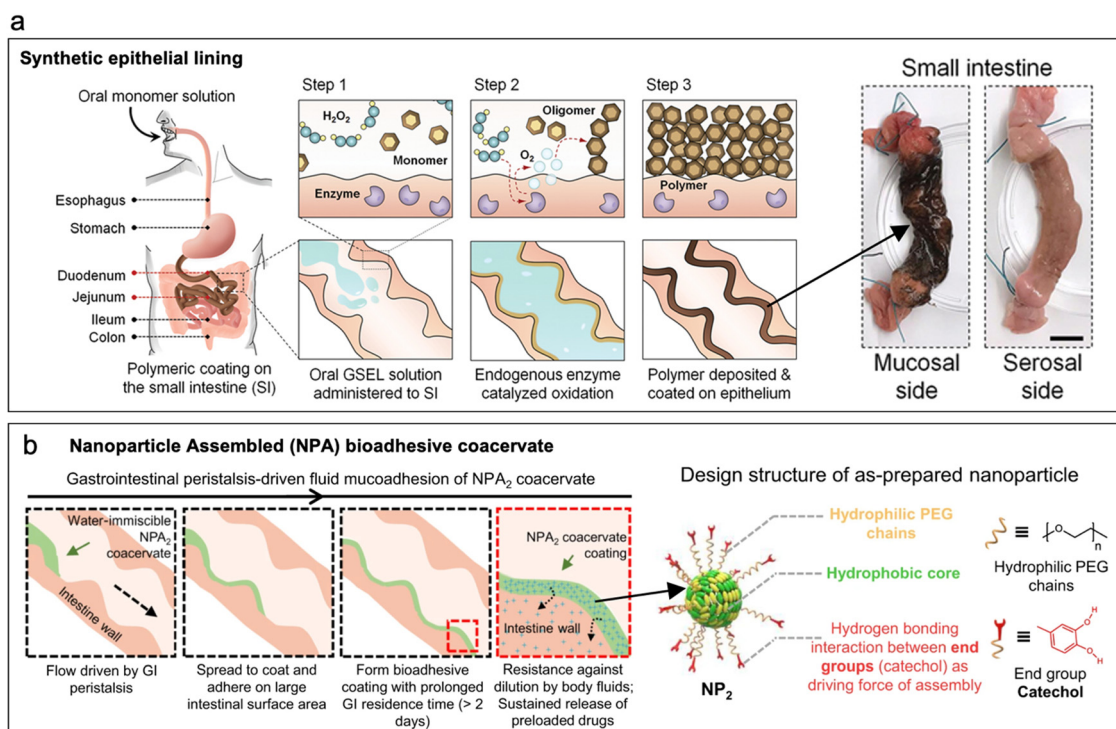 a
Synthetic epithelial lining
Oral monomer solution
Esophagus
Stomach
Duodenum
Jejunum
Ileum
Colon
Polymeric coating on
the small intestine (SI)
Step 1
H₂O₂
Monomer
Enzyme
Oral GSEL solution
administered to SI
Step 2
Oligomer
O₂
Endogenous enzyme
catalyzed oxidation
Step 3
Polymer
Polymer deposited &
coated on epithelium
Small intestine
Mucosal
side
Serosal
side
b
Nanoparticle Assembled (NPA) bioadhesive coacervate
Gastrointestinal peristalsis-driven fluid mucoadhesion of NPA₂ coacervate
Water-immiscible
NPA₂
coacervate
Intestine wall
Flow driven by GI
peristalsis
Spread to coat and
adhere on large
intestinal surface area
Form bioadhesive
coating with prolonged
GI residence time (> 2
days)
NPA₂ coacervate
coating
Intestine wall
Resistance against
dilution by body fluids;
Sustained release of
preloaded drugs
Design structure of as-prepared nanoparticle
NP₂
Hydrophilic PEG
chains
Hydrophobic core
Hydrogen bonding
interaction between end
groups (catechol) as
driving force of assembly
≡
O
n
Hydrophilic PEG
chains
≡
H
O
O
H
End group
Catechol